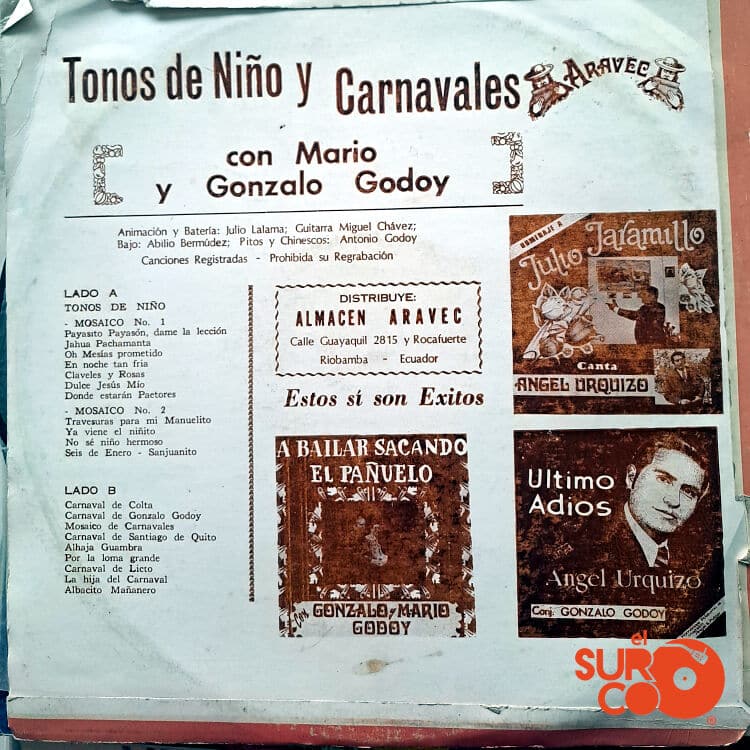 Tonos de Niño y Carnavales
ARAVEC
con Mario
y Gonzalo Godoy
Animación y Batería: Julio Lalama; Guitarra Miguel Chávez;
Bajo: Abilio Bermúdez; Pitos y Chinescos: Antonio Godoy
Canciones Registradas - Prohibida su Regrabación
LADO A
TONOS DE NIÑO
- MOSAICO No. 1
Payasito Payasón, dame la lección
Jahua Pachamanta
Oh Mesías prometido
En noche tan fria
Claveles y Rosas
Dulce Jesús Mío
Donde estarán Paetores
- MOSAICO No. 2
Travesuras para mi Manuelito
Ya viene el niñito
No sé niño hermoso
Seis de Enero - Sanjuanito
LADO B
Carnaval de Colta
Carnaval de Gonzalo Godoy
Mosaico de Carnavales
Carnaval de Santiago de Quito
Alhaja Guambra
Por la loma grande
Carnaval de Licto
La hija del Carnaval
Albacito Mañanero
DISTRIBUYE:
ALMACEN ARAVEC
Calle Guayaquil 2815 y Rocafuerte
Riobamba - Ecuador
Estos sí son Exitos
A BAILAR SACANDO
EL PAÑUELO
Con GONZALO y MARIO
GODOY
HOMENAJE A
Julio Jaramillo
Canta
ANGEL URQUIZO
Ultimo
Adios
Angel Urquizo
Conj. GONZALO GODOY
el
SUR
CO